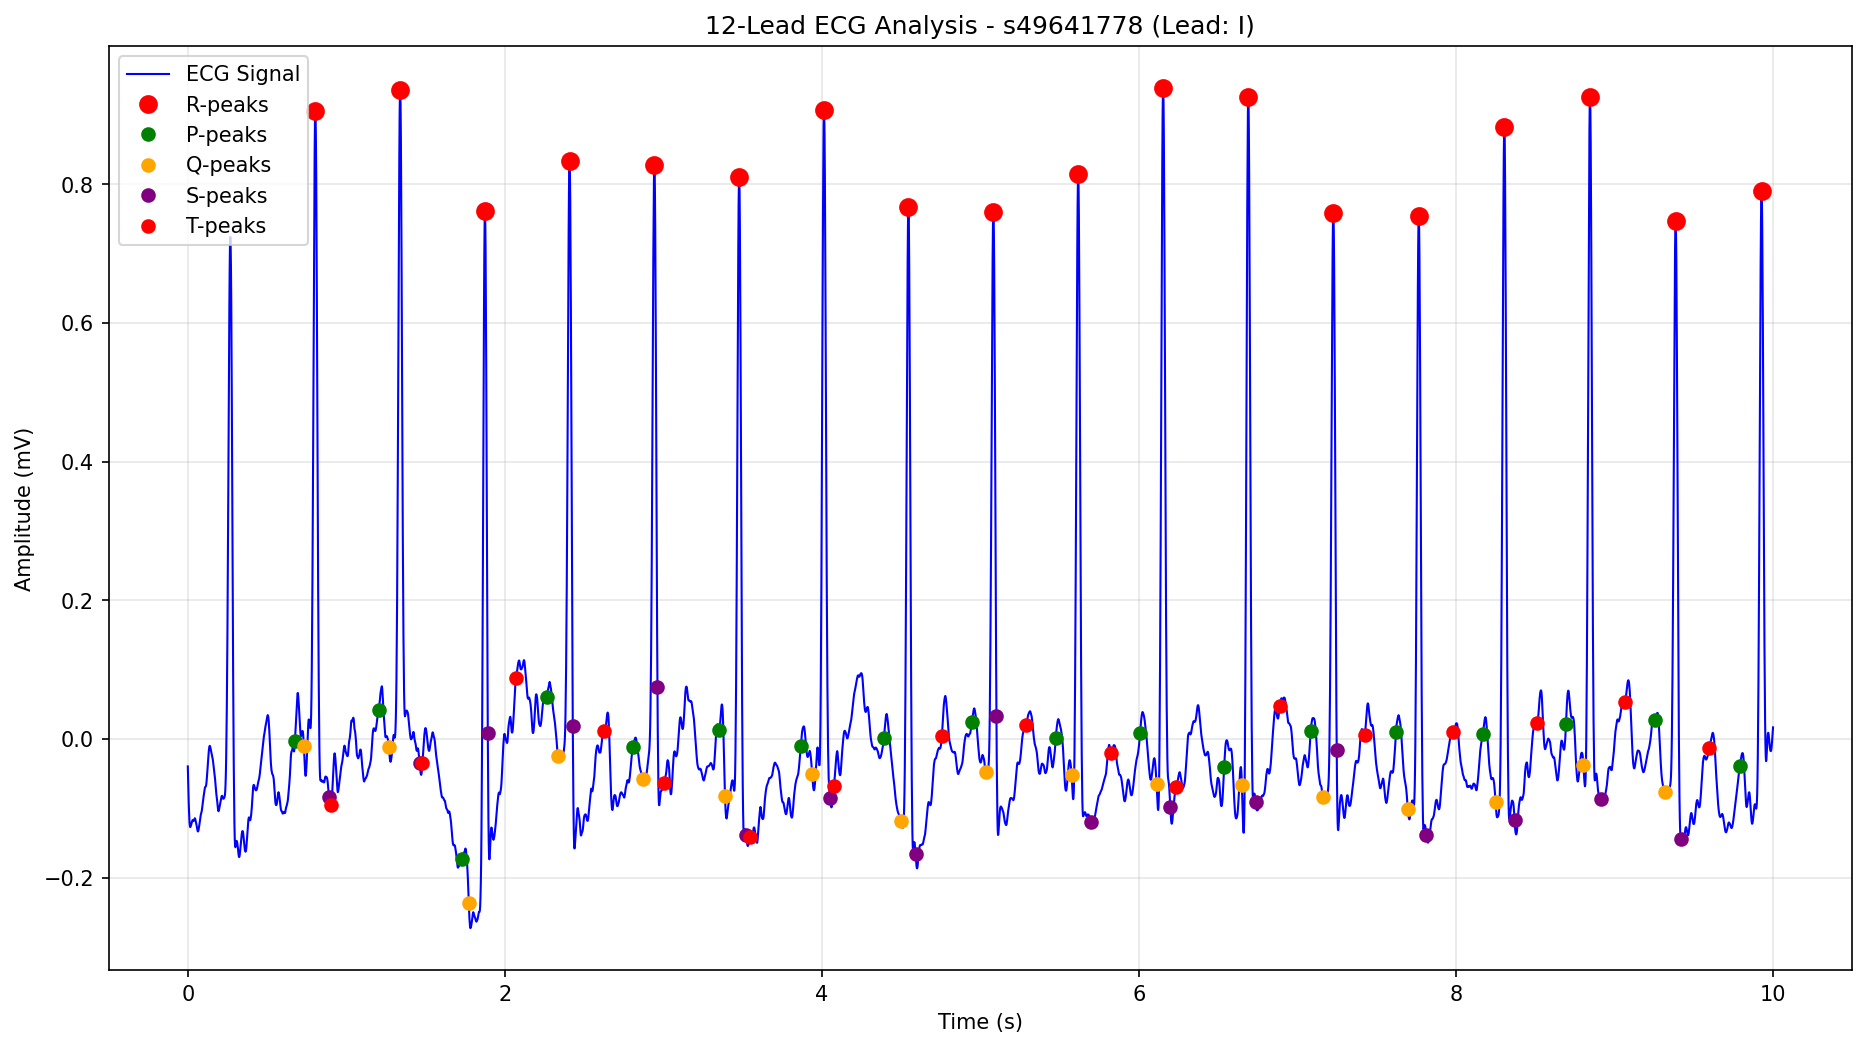 12-Lead ECG Analysis - s49641778 (Lead: I)
ECG Signal
R-peaks
P-peaks
Q-peaks
S-peaks
T-peaks
Amplitude (mV)
0.8
0.6
0.4
0.2
0.0
−0.2
0 2 4 6 8 10
Time (s)